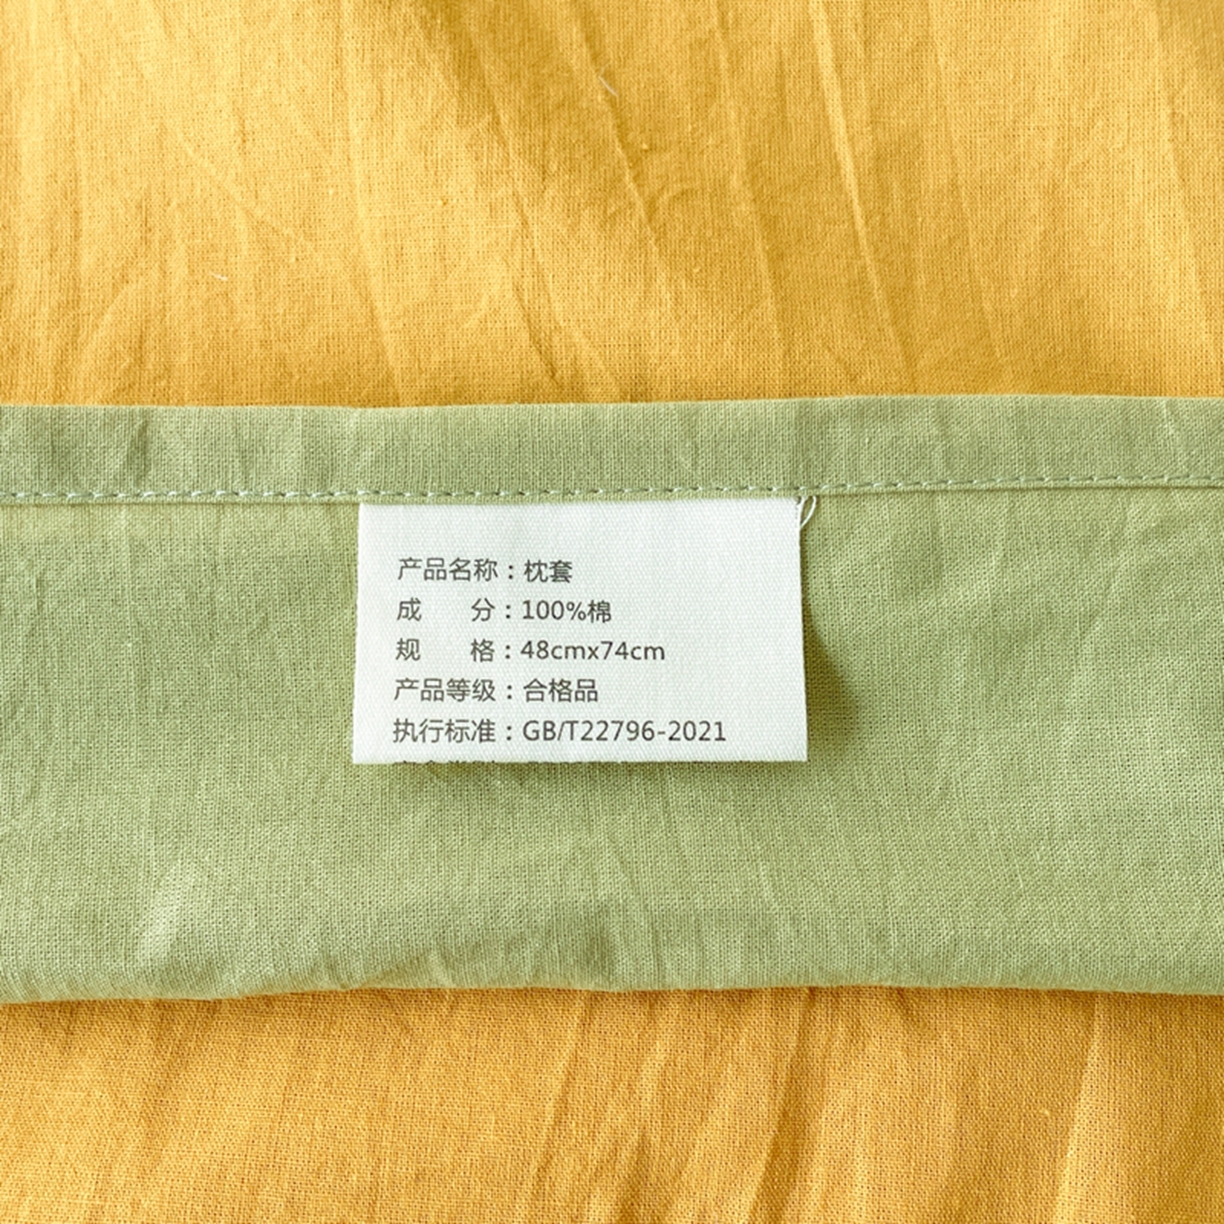 产品名称：枕套
成 分：100%棉
规 格：48cmx74cm
产品等级：合格品
执行标准：GB/T22796-2021